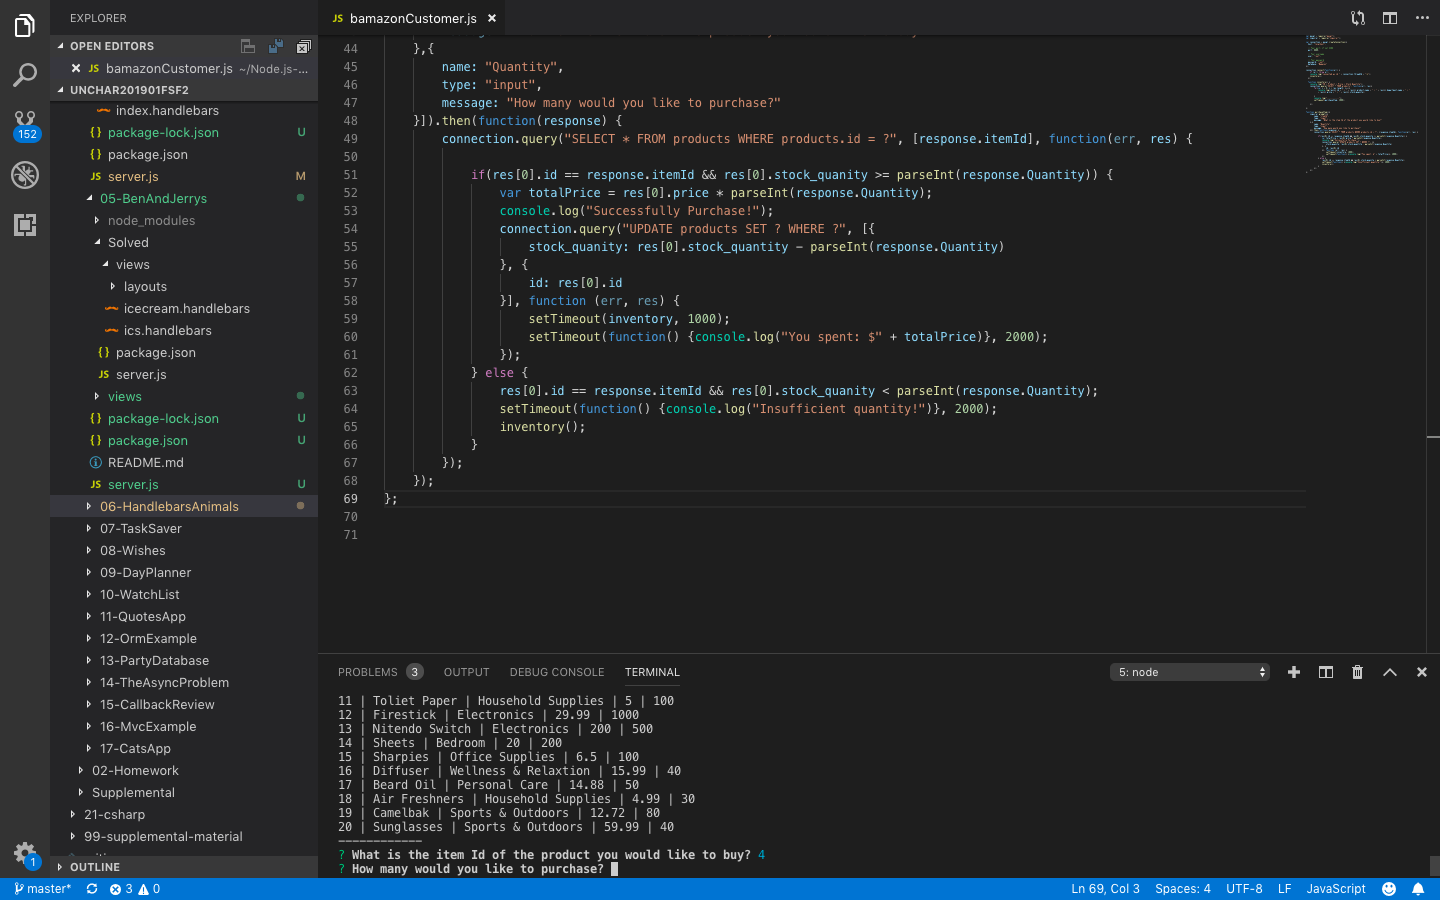 EXPLORER
OPEN EDITORS
JS bamazonCustomer.js ~/Node.js-...
UNCHAR201901FSF2
index.handlebars
{} package-lock.json U
{} package.json
JS server.js M
05-BenAndJerrys
node_modules
Solved
views
layouts
icecream.handlebars
ics.handlebars
{} package.json
JS server.js
views
{} package-lock.json U
{} package.json U
README.md
JS server.js U
06-HandlebarsAnimals
07-TaskSaver
08-Wishes
09-DayPlanner
10-WatchList
11-QuotesApp
12-OrmExample
13-PartyDatabase
14-TheAsyncProblem
15-CallbackReview
16-MvcExample
17-CatsApp
02-Homework
Supplemental
21-csharp
99-supplemental-material
OUTLINE
152
1
JS bamazonCustomer.js
44 },{
45 name: "Quantity",
46 type: "input",
47 message: "How many would you like to purchase?"
48 }]).then(function(response) {
49 connection.query("SELECT * FROM products WHERE products.id = ?", [response.itemId], function(err, res) {
50
51 if(res[0].id == response.itemId && res[0].stock_quantity >= parseInt(response.Quantity)) {
52 var totalPrice = res[0].price * parseInt(response.Quantity);
53 console.log("Successfully Purchase!");
54 connection.query("UPDATE products SET ? WHERE ?", [{
55 stock_quanity: res[0].stock_quantity - parseInt(response.Quantity)
56 }, {
57 id: res[0].id
58 }], function (err, res) {
59 setTimeout(inventory, 1000);
60 setTimeout(function() {console.log("You spent: $" + totalPrice)}, 2000);
61 });
62 } else {
63 res[0].id == response.itemId && res[0].stock_quantity < parseInt(response.Quantity);
64 setTimeout(function() {console.log("Insufficient quantity!")}, 2000);
65 inventory();
66 }
67 });
68 });
69 };
70
71
PROBLEMS 3 OUTPUT DEBUG CONSOLE TERMINAL 5: node
11 | Toliet Paper | Household Supplies | 5 | 100
12 | Firestick | Electronics | 29.99 | 1000
13 | Nitendo Switch | Electronics | 200 | 500
14 | Sheets | Bedroom | 20 | 200
15 | Sharpies | Office Supplies | 6.5 | 100
16 | Diffuser | Wellness & Relaxtion | 15.99 | 40
17 | Beard Oil | Personal Care | 14.88 | 50
18 | Air Freshners | Household Supplies | 4.99 | 30
19 | Camelbak | Sports & Outdoors | 12.72 | 80
20 | Sunglasses | Sports & Outdoors | 59.99 | 40
------------
? What is the item Id of the product you would like to buy? 4
? How many would you like to purchase?
master* 3 0 Ln 69, Col 3 Spaces: 4 UTF-8 LF JavaScript